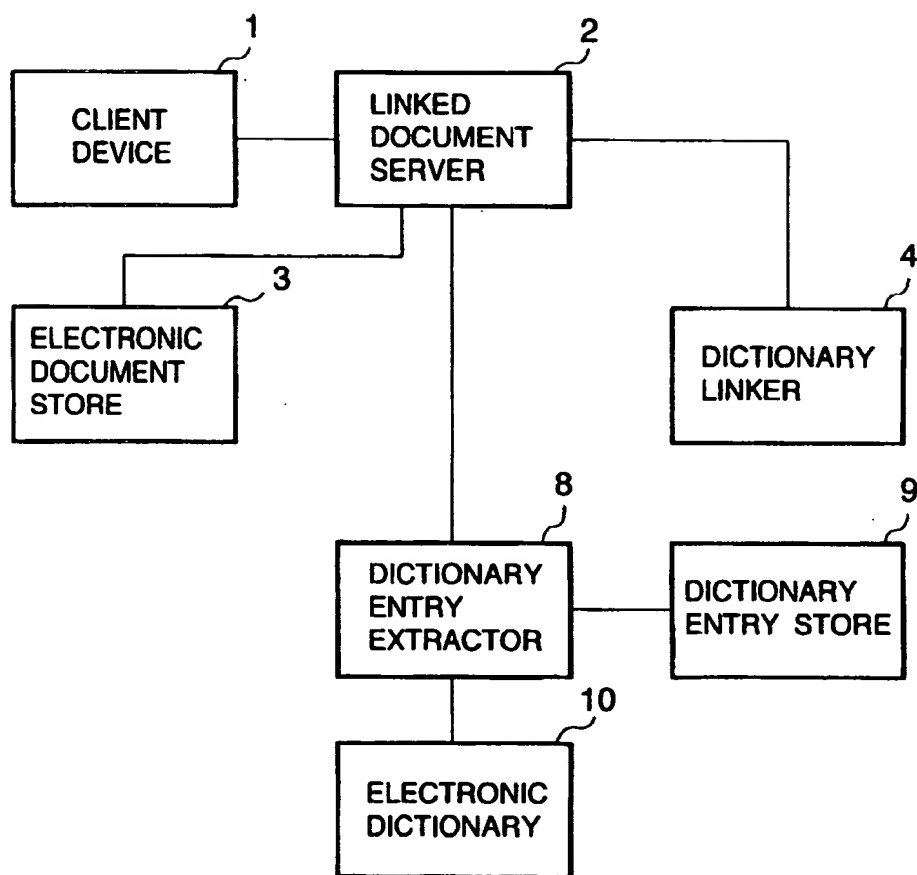 1
CLIENT
DEVICE
2
LINKED
DOCUMENT
SERVER
3
ELECTRONIC
DOCUMENT
STORE
4
DICTIONARY
LINKER
8
DICTIONARY
ENTRY
EXTRACTOR
9
DICTIONARY
ENTRY STORE
10
ELECTRONIC
DICTIONARY